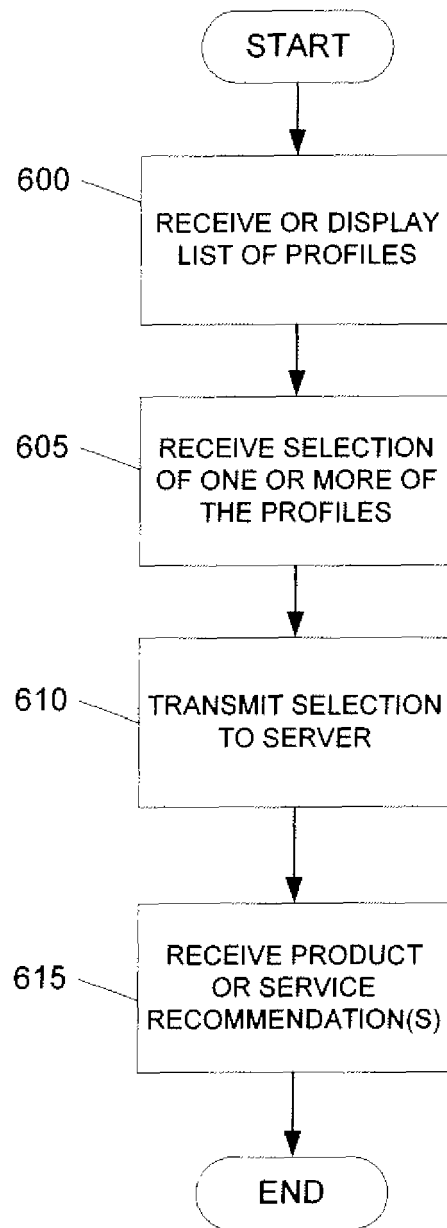 START
600
RECEIVE OR DISPLAY
LIST OF PROFILES
605
RECEIVE SELECTION
OF ONE OR MORE OF
THE PROFILES
610
TRANSMIT SELECTION
TO SERVER
615
RECEIVE PRODUCT
OR SERVICE
RECOMMENDATION(S)
END